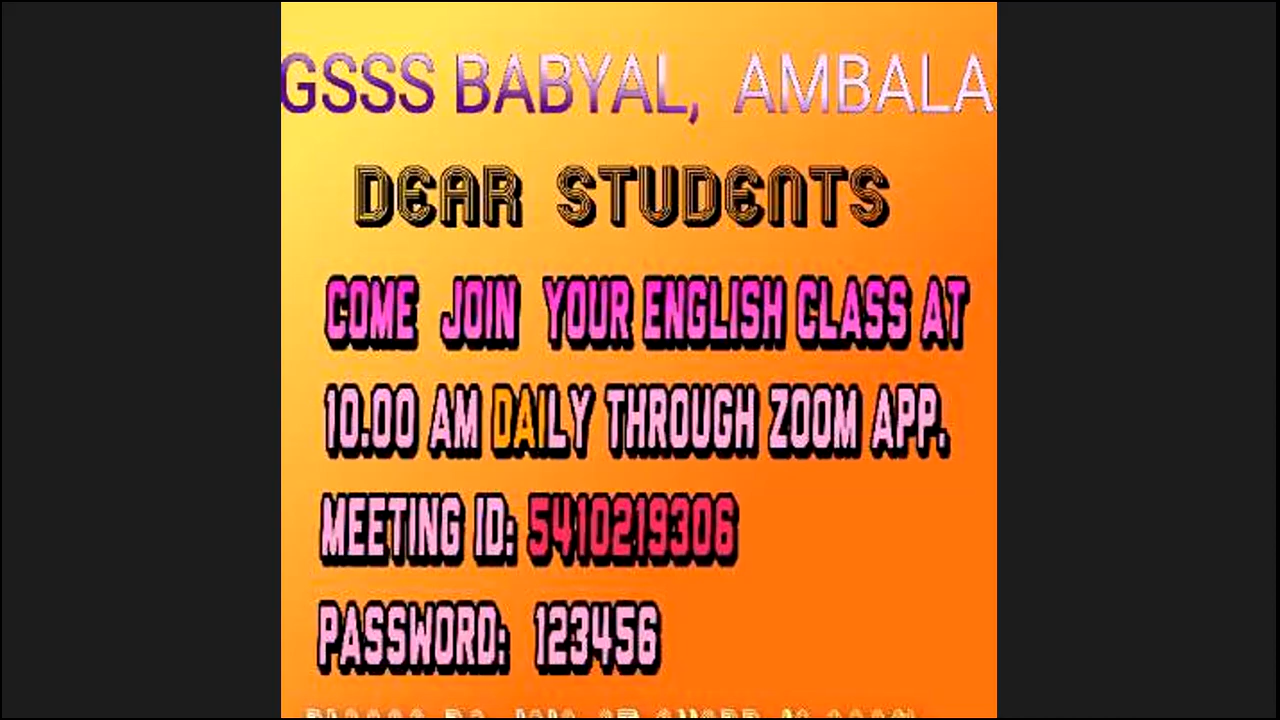 GSSS BABYAL, AMBALA
DEAR STUDENTS
COME JOIN YOUR ENGLISH CLASS AT
10.00 AM DAILY THROUGH ZOOM APP.
MEETING ID: 5410219306
PASSWORD: 123456